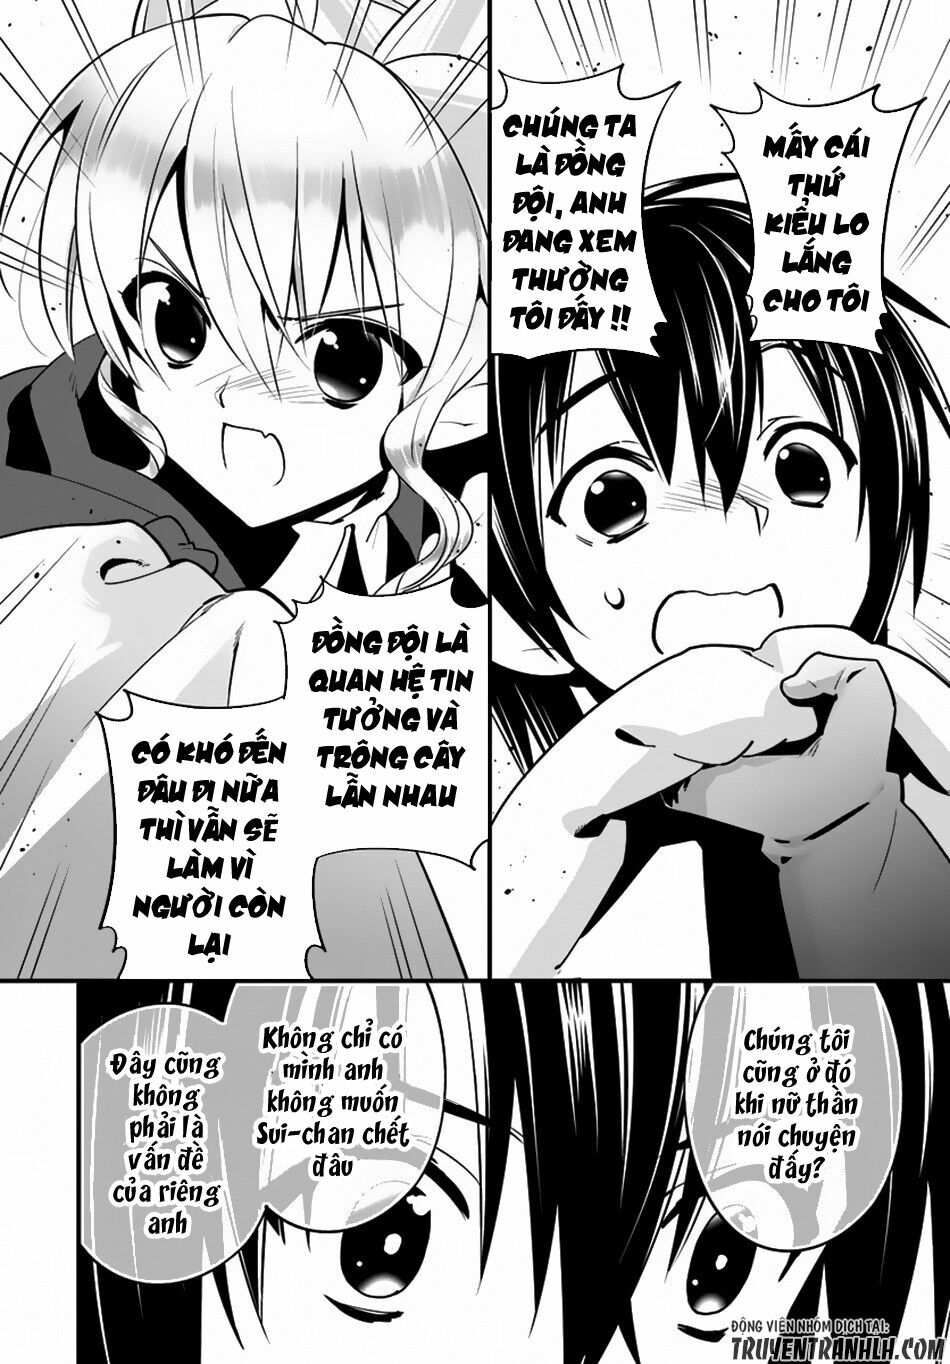 MẤY CÁI
THỨ
KIỂU LO
LẮNG
CHO TÔI
CHÚNG TA
LÀ ĐỒNG
ĐỘI, ANH
ĐANG XEM
THƯỜNG
TÔI ĐẤY !!
ĐỒNG ĐỘI LÀ
QUAN HỆ TIN
TƯỞNG VÀ
TRÔNG CẬY
LẪN NHAU
CÓ KHÓ ĐẾN
ĐÂU ĐI NỮA
THÌ VẪN SẼ
LÀM VÌ
NGƯỜI CÒN
LẠI
Chúng tôi
cũng ở đó
khi nữ thần
nói chuyện
đấy?
Không chỉ có
mình anh
không muốn
Sui-chan chết
đâu
Đây cũng
không
phải là
vấn đề
của riêng
anh
ĐỘNG VIÊN NHÓM DỊCH TẠI:
TRUYENTRANHLH.COM